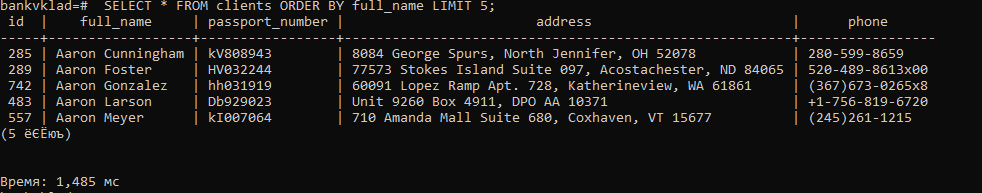 bankvklad=#  SELECT * FROM clients ORDER BY full_name LIMIT 5;
 id  |    full_name     | passport_number |                        address                        |       phone
-----+------------------+-----------------+-------------------------------------------------------+--------------------
 285 | Aaron Cunningham | kV808943        | 8084 George Spurs, North Jennifer, OH 52078           | 280-599-8659
 289 | Aaron Foster     | HV032244        | 77573 Stokes Island Suite 097, Acostachester, ND 84065 | 520-489-8613x00
 742 | Aaron Gonzalez   | hh031919        | 60091 Lopez Ramp Apt. 728, Katherineview, WA 61861    | (367)673-0265x8
 483 | Aaron Larson     | Db929023        | Unit 9260 Box 4911, DPO AA 10371                      | +1-756-819-6720
 557 | Aaron Meyer      | kI007064        | 710 Amanda Mall Suite 680, Coxhaven, VT 15677         | (245)261-1215
(5 ёЄЁюъ)
Время: 1,485 мс